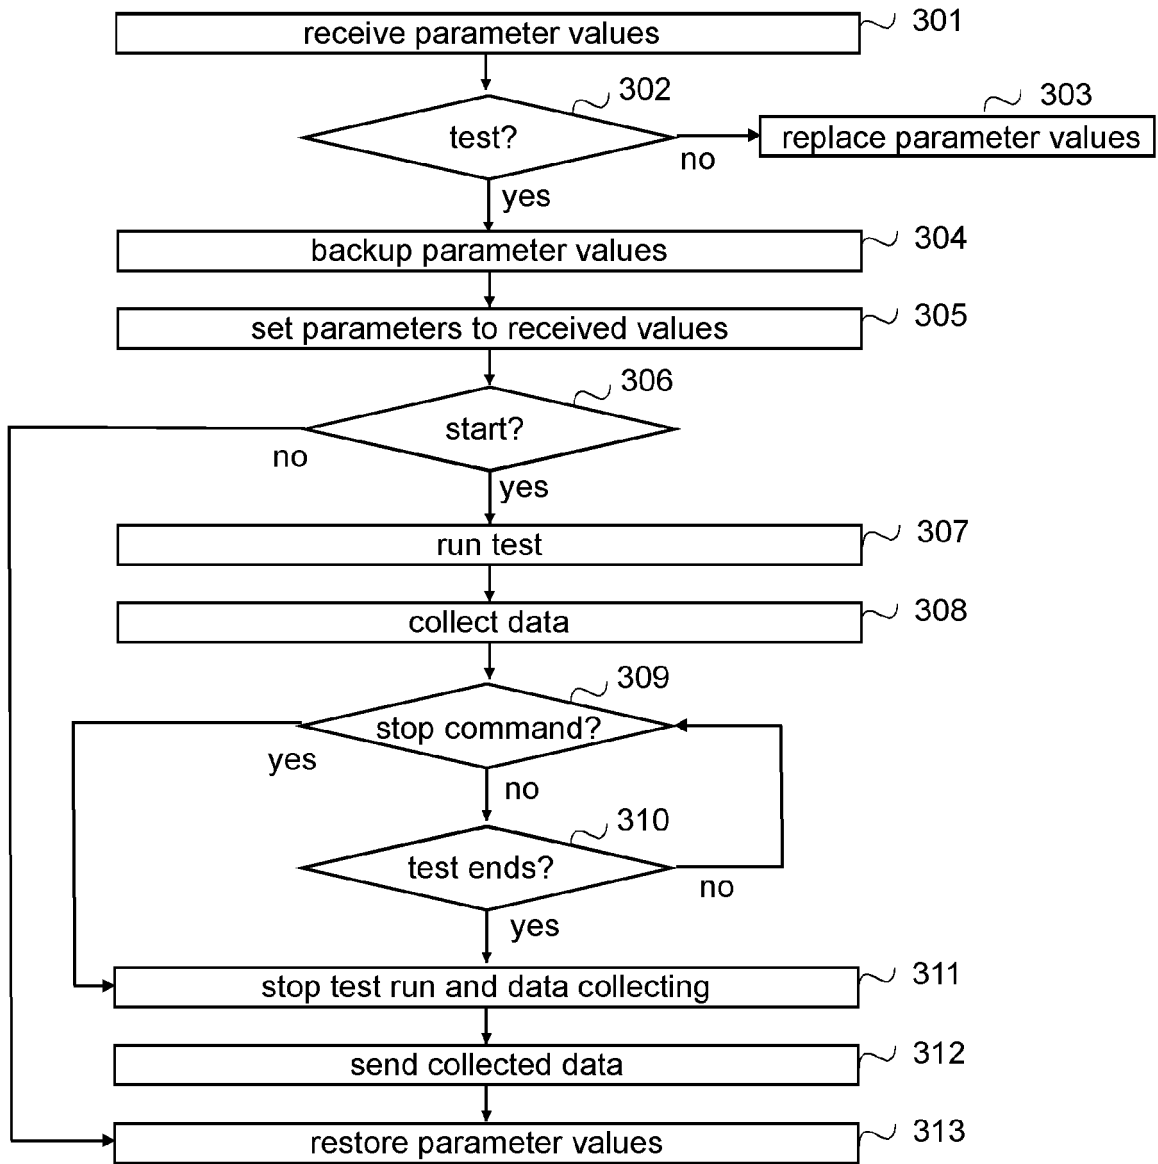 receive parameter values 301
302
test?
303
replace parameter values
no
yes
backup parameter values 304
set parameters to received values 305
306
start?
no
yes
run test 307
collect data 308
309
stop command?
yes
no
310
test ends?
no
yes
stop test run and data collecting 311
send collected data 312
restore parameter values 313